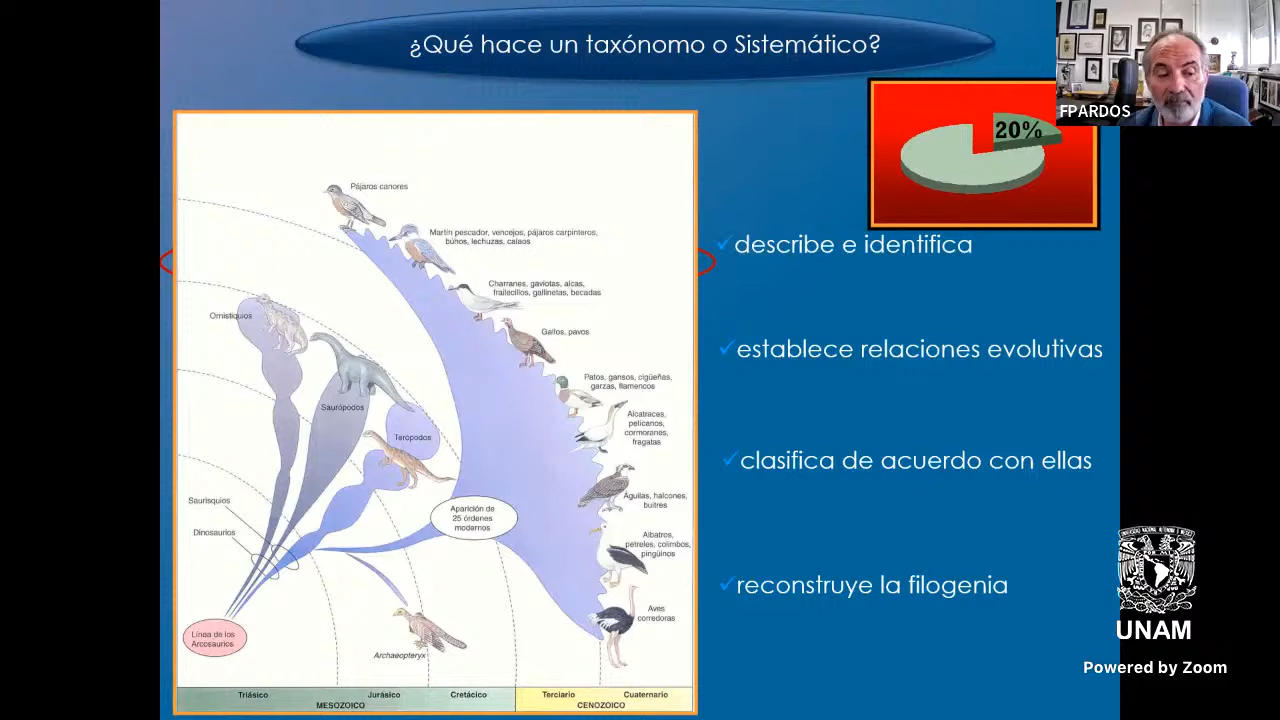 ¿Qué hace un taxónomo o Sistemático?
FPARDOS
20%
describe e identifica
establece relaciones evolutivas
clasifica de acuerdo con ellas
reconstruye la filogenia
Pájaros canores
Martín pescador, vencejos, pájaros carpinteros,
búhos, lechuzas, calaos
Charranes, gaviotas, alcas,
frailecillos, gallinetas, becadas
Gallos, pavos
Patos, gansos, cigüeñas,
garzas, flamencos
Alcatraces,
pelícanos,
cormoranes,
fragatas
Águilas, halcones,
buitres
Albatros,
petreles, colimbos,
pingüinos
Aves
corredoras
Ornistiquios
Saurópodos
Terópodos
Saurisquios
Dinosaurios
Aparición de
25 órdenes
modernos
Línea de los
Arcosaurios
Archaeopteryx
Triásico
Jurásico
Cretácico
Terciario
Cuaternario
MESOZOICO
CENOZOICO
UNAM
Powered by Zoom